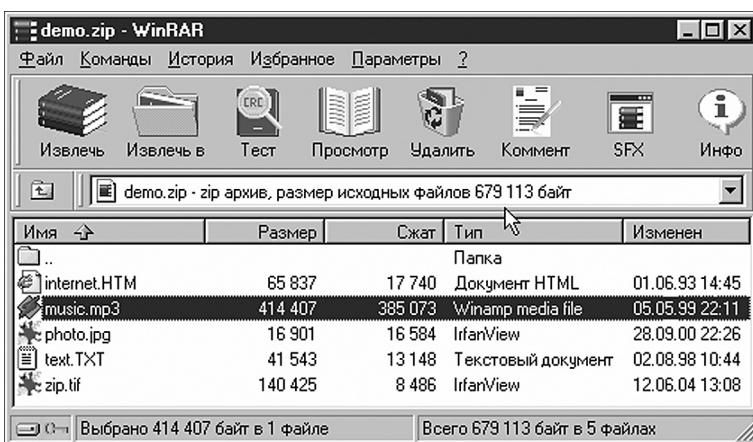 demo.zip - WinRAR
Файл Команды История Избранное Параметры ?
CRC
Извлечь Извлечь в Тест Просмотр Удалить Коммент SFX Инфо
demo.zip - zip архив, размер исходных файлов 679 113 байт
Имя Размер Сжат Тип Изменен
.. Папка
internet.HTM 65 837 17 740 Документ HTML 01.06.93 14:45
music.mp3 414 407 385 073 Winamp media file 05.05.99 22:11
photo.jpg 16 901 16 584 IrfanView 28.09.00 22:26
text.TXT 41 543 13 148 Текстовый документ 02.08.98 10:44
zip.tif 140 425 8 486 IrfanView 12.06.04 13:08
Выбрано 414 407 байт в 1 файле Всего 679 113 байт в 5 файлах